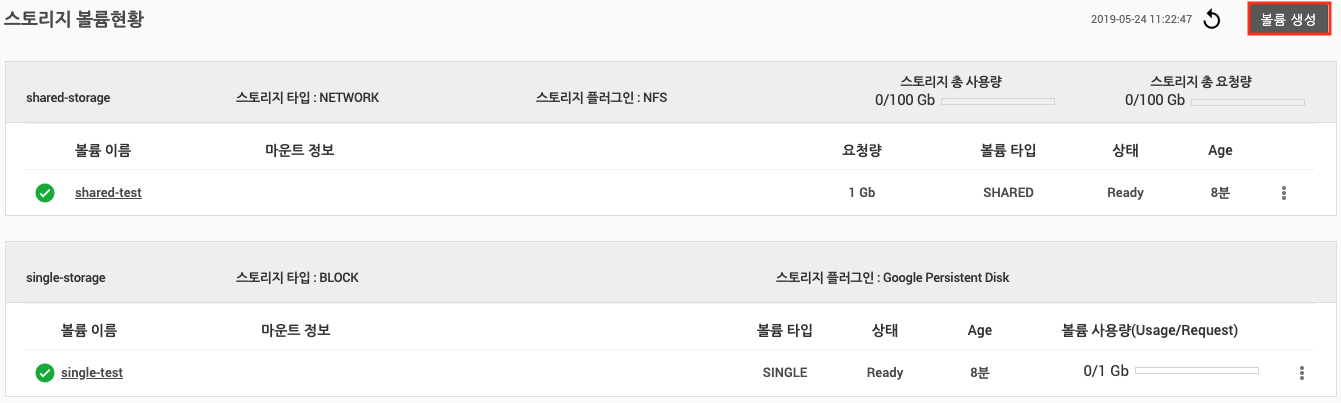 스토리지 볼륨현황
2019-05-24 11:22:47
볼륨 생성
shared-storage 스토리지 타입 : NETWORK 스토리지 플러그인 : NFS
스토리지 총 사용량 스토리지 총 요청량
0/100 Gb 0/100 Gb
볼륨 이름 마운트 정보 요청량 볼륨 타입 상태 Age
shared-test 1 Gb SHARED Ready 8분
single-storage 스토리지 타입 : BLOCK 스토리지 플러그인 : Google Persistent Disk
볼륨 이름 마운트 정보 볼륨 타입 상태 Age 볼륨 사용량(Usage/Request)
single-test SINGLE Ready 8분 0/1 Gb